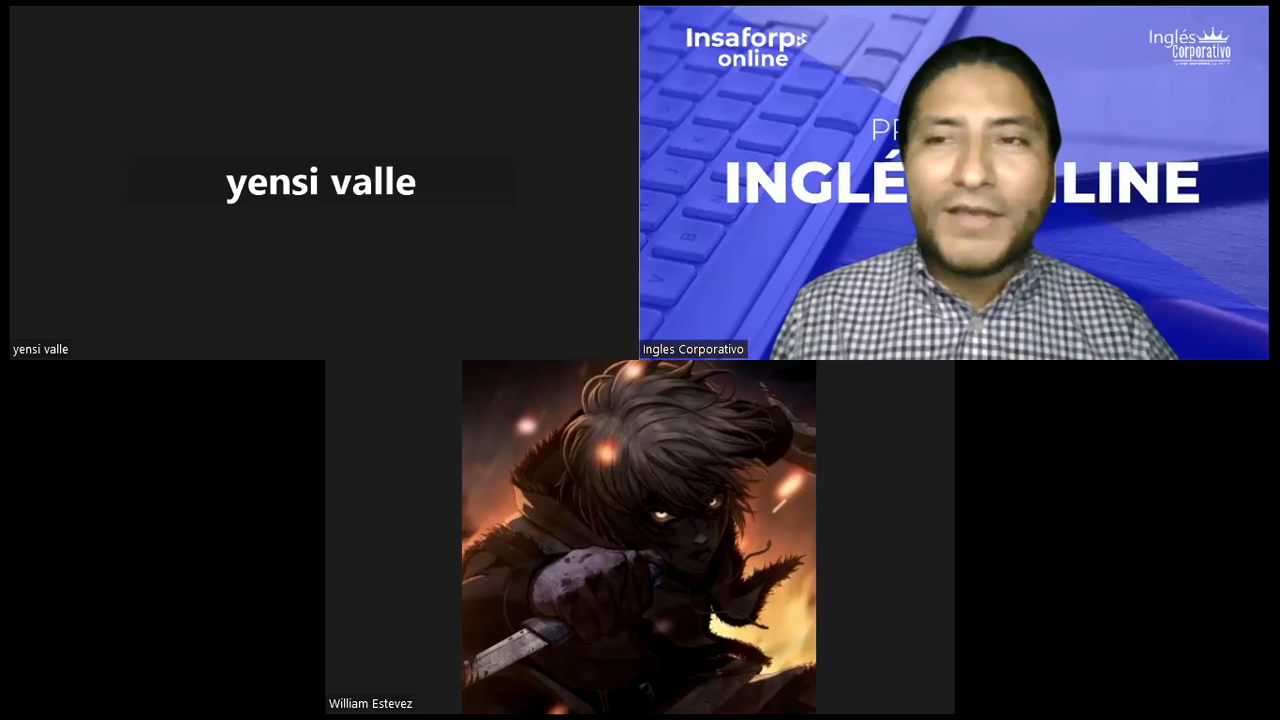 yensi valle
yensi valle
Insaforp
online
Inglés
Corporativo
PR
INGLÉ LINE
Ingles Corporativo
William Estevez